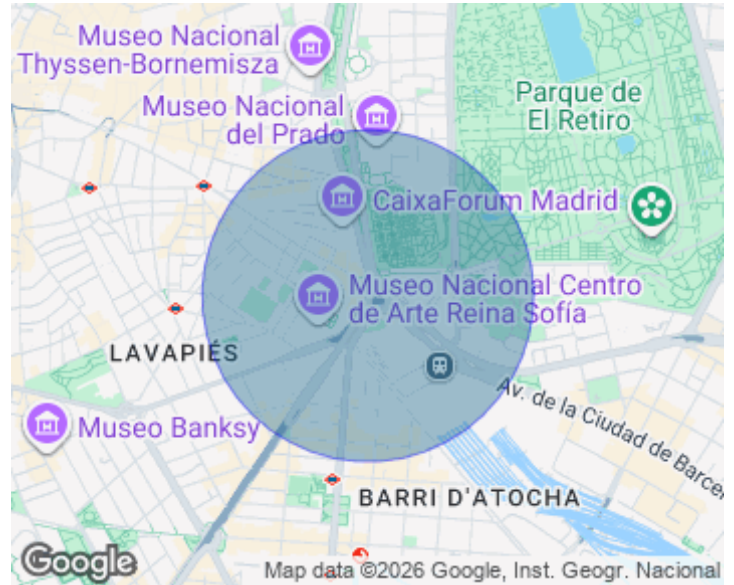 Museo Nacional
Thyssen-Bornemisza
Museo Nacional
del Prado
Parque de
El Retiro
CaixaForum Madrid
Museo Nacional Centro
de Arte Reina Sofía
LAVAPIÉS
Museo Banksy
Av. de la Ciudad de Barce
BARRI D'ATOCHA
Google
Map data ©2026 Google, Inst. Geogr. Nacional